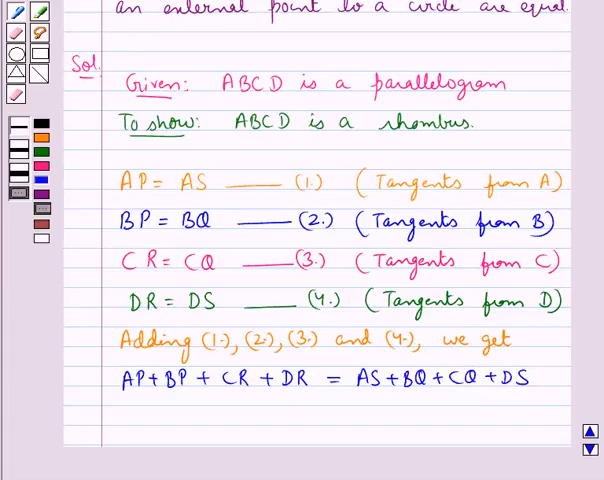 an external point to a circle are equal.
Sol.
Given: ABCD is a parallelogram
To show: ABCD is a rhombus.
AP = AS —— (1.) (Tangents from A)
BP = BQ —— (2.) (Tangents from B)
CR = CQ —— (3.) (Tangents from C)
DR = DS —— (4.) (Tangents from D)
Adding (1.), (2.), (3.) and (4.), we get
AP + BP + CR + DR = AS + BQ + CQ + DS